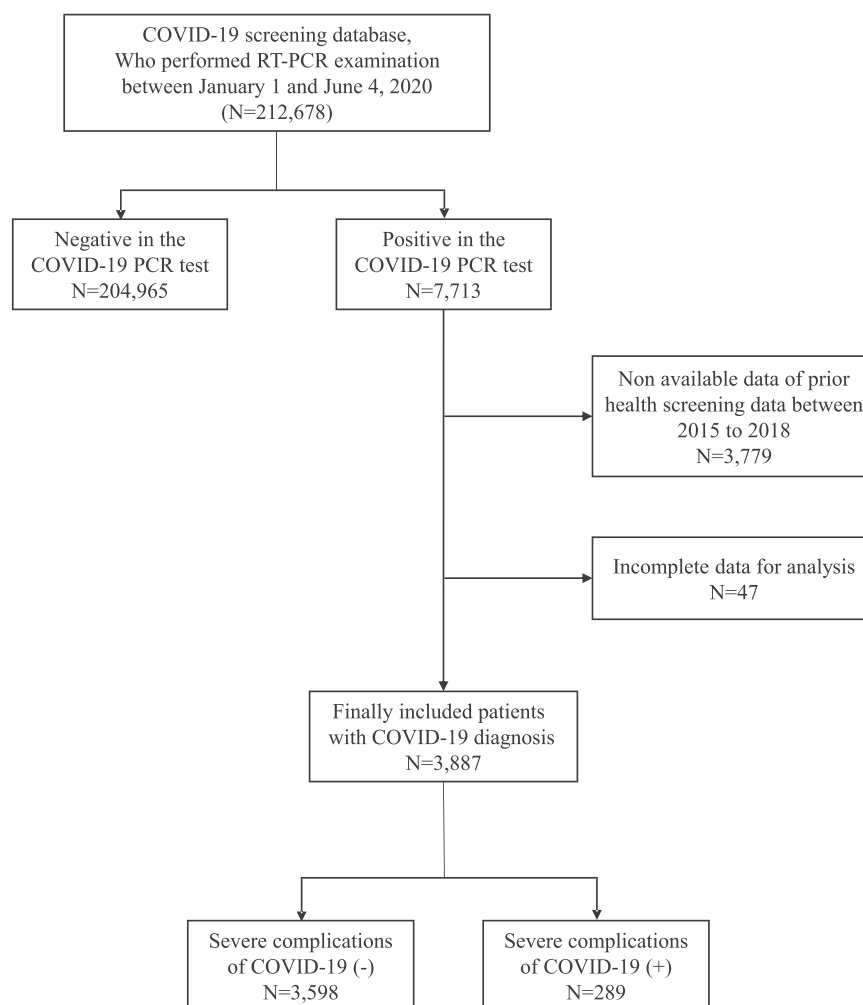 COVID-19 screening database,
Who performed RT-PCR examination
between January 1 and June 4, 2020
(N=212,678)
Negative in the
COVID-19 PCR test
N=204,965
Positive in the
COVID-19 PCR test
N=7,713
Non available data of prior
health screening data between
2015 to 2018
N=3,779
Incomplete data for analysis
N=47
Finally included patients
with COVID-19 diagnosis
N=3,887
Severe complications
of COVID-19 (-)
N=3,598
Severe complications
of COVID-19 (+)
N=289